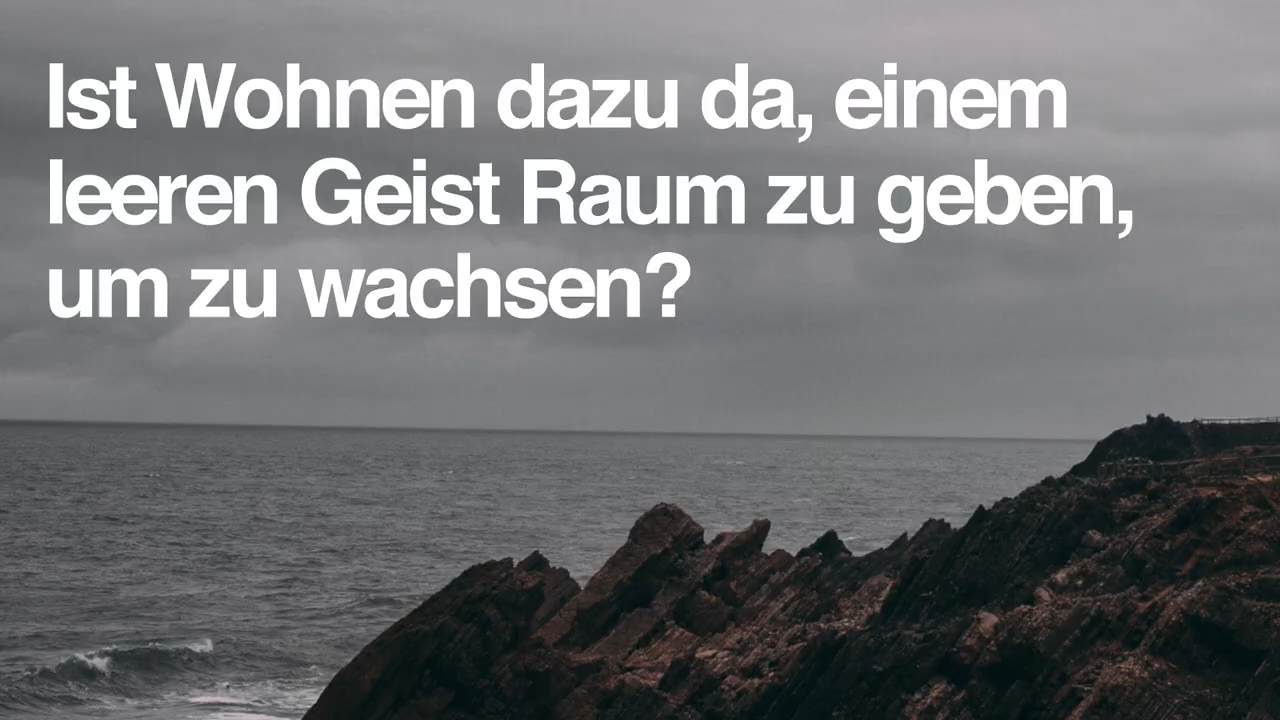 Ist Wohnen dazu da, einem
leeren Geist Raum zu geben,
um zu wachsen?